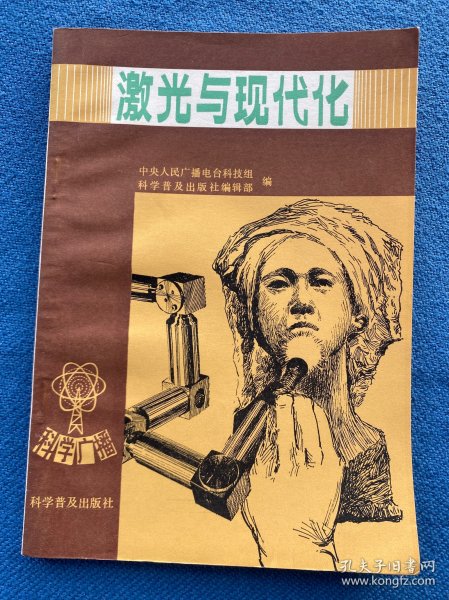 激光与现代化
中央人民广播电台科技组
科学普及出版社编辑部
编
科学广播
科学普及出版社
孔夫子旧书网
www.kongfz.com